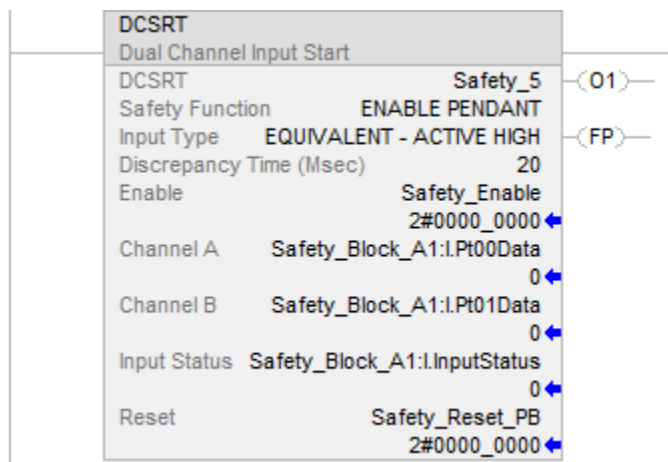 DCSRT
Dual Channel Input Start
DCSRT Safety_5 O1
Safety Function ENABLE PENDANT
Input Type EQUIVALENT - ACTIVE HIGH FP
Discrepancy Time (Msec) 20
Enable Safety_Enable
2#0000_0000
Channel A Safety_Block_A1:I.Pt00Data
0
Channel B Safety_Block_A1:I.Pt01Data
0
Input Status Safety_Block_A1:I.InputStatus
0
Reset Safety_Reset_PB
2#0000_0000